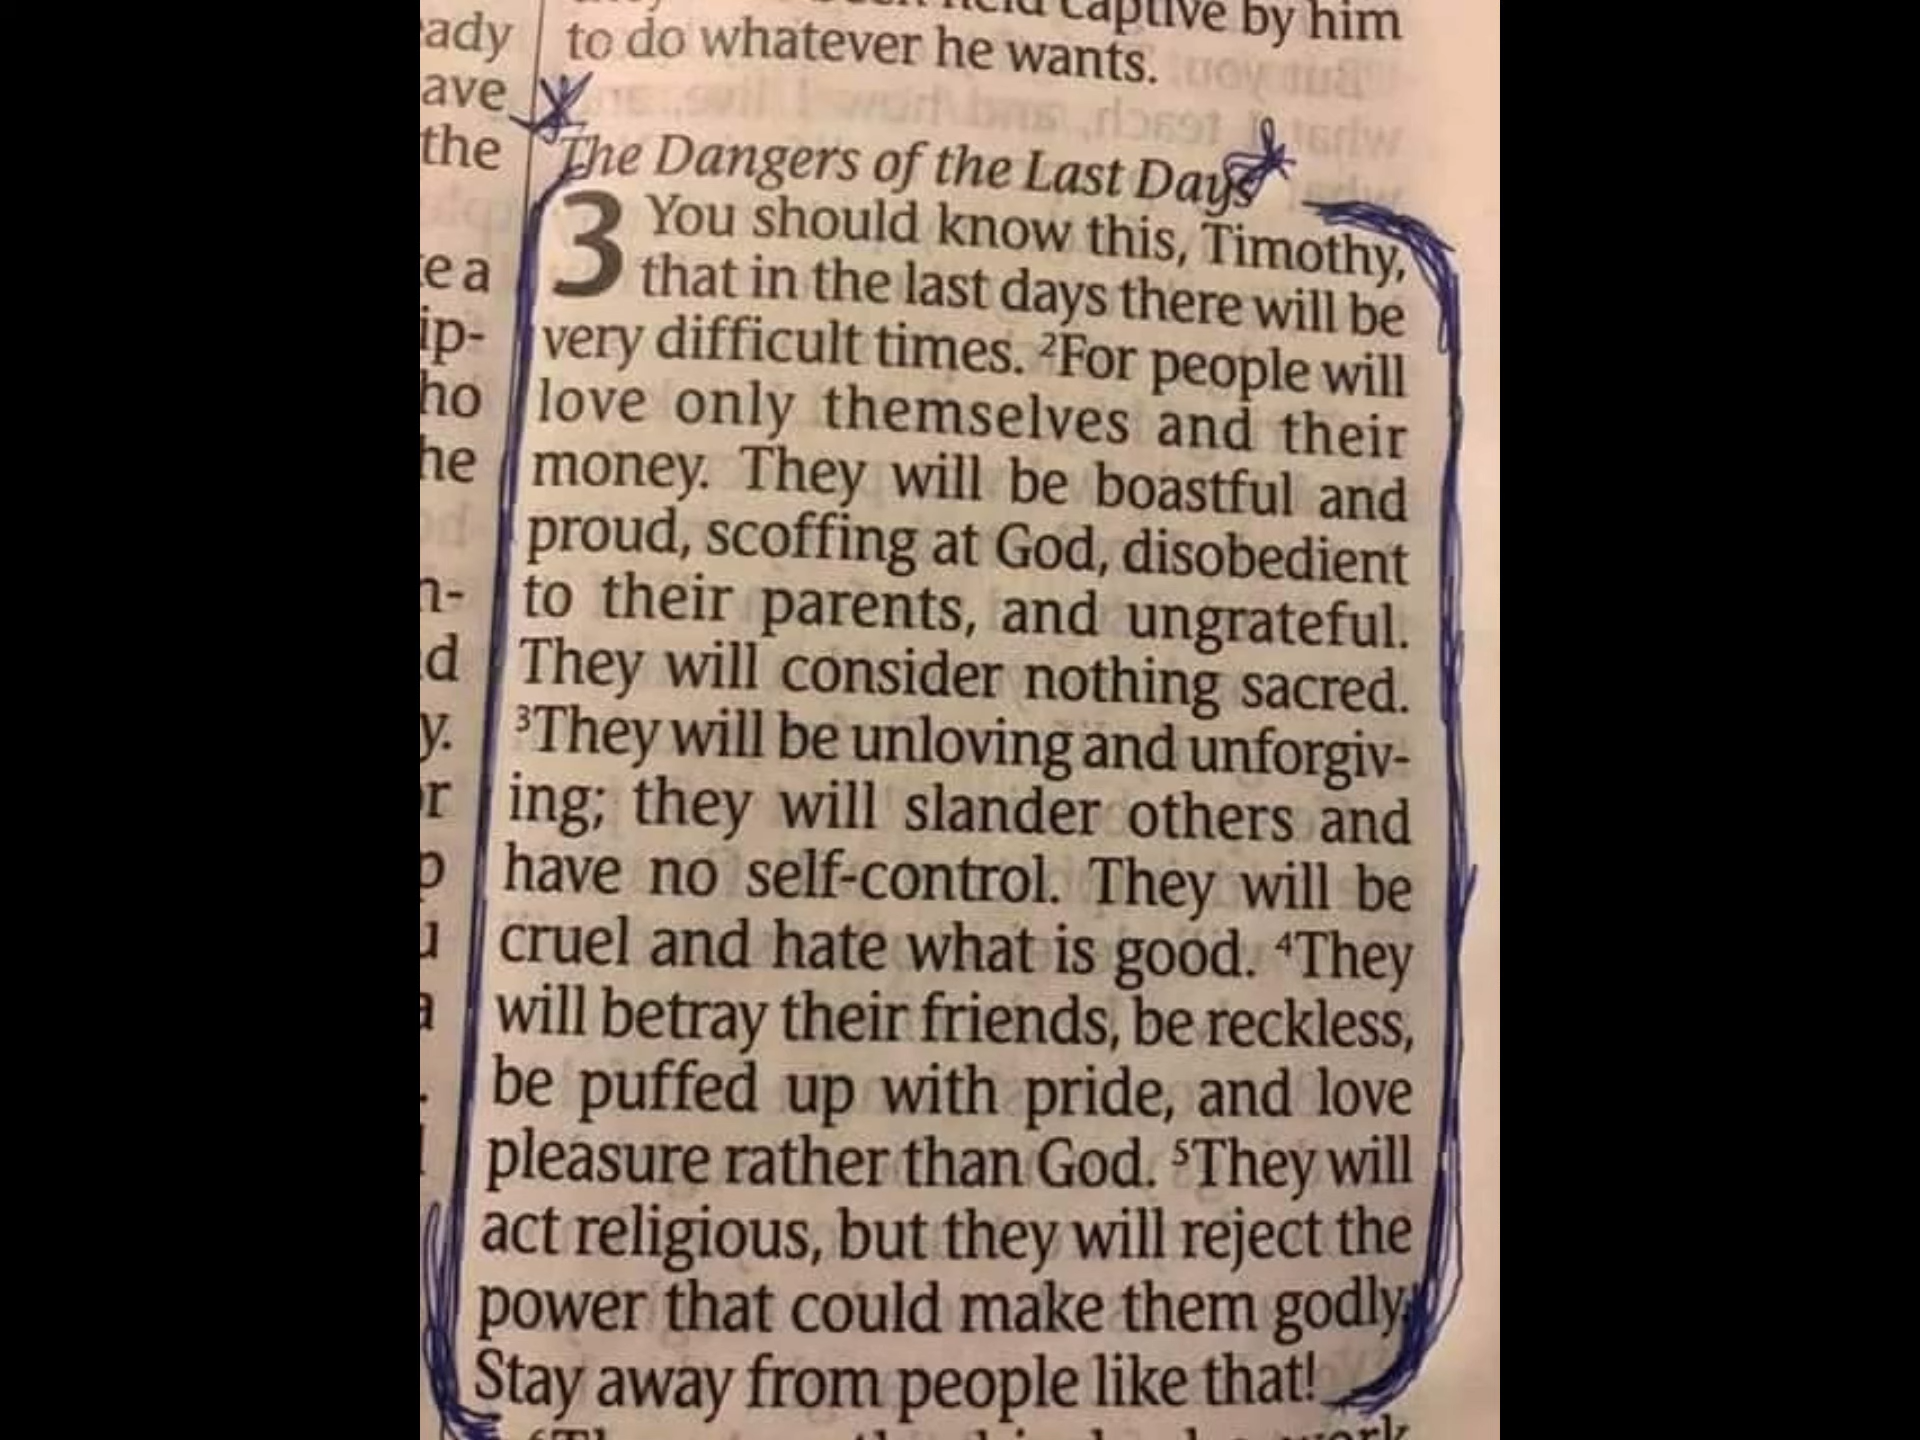 ady
ave
the
e a
ip-
ho
he
n-
d
y.
r
p
u
a
.
captive by him
to do whatever he wants.
The Dangers of the Last Days
3 You should know this, Timothy,
that in the last days there will be
very difficult times. ²For people will
love only themselves and their
money. They will be boastful and
proud, scoffing at God, disobedient
to their parents, and ungrateful.
They will consider nothing sacred.
³They will be unloving and unforgiv-
ing; they will slander others and
have no self-control. They will be
cruel and hate what is good. ⁴They
will betray their friends, be reckless,
be puffed up with pride, and love
pleasure rather than God. ⁵They will
act religious, but they will reject the
power that could make them godly.
Stay away from people like that!